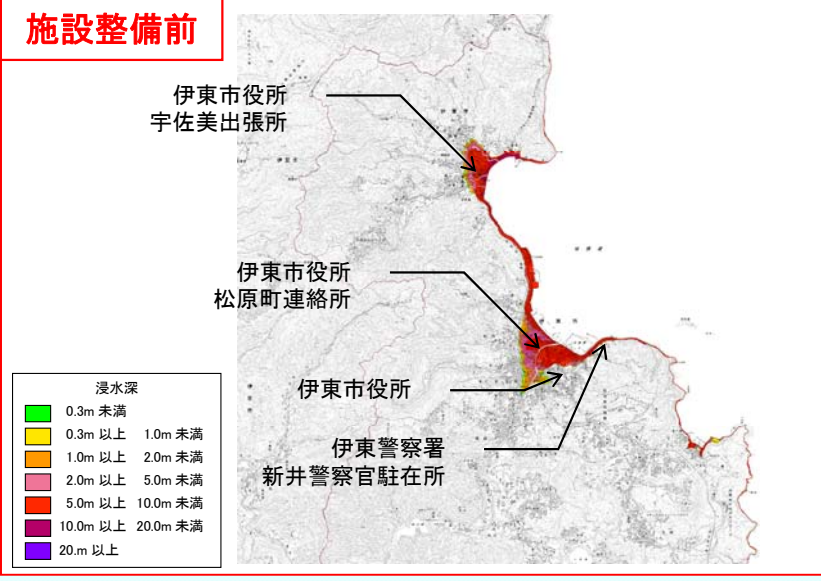 施設整備前
伊東市役所
宇佐美出張所
伊東市役所
松原町連絡所
伊東市役所
伊東警察署
新井警察官駐在所
浸水深
0.3m 未満
0.3m 以上 1.0m 未満
1.0m 以上 2.0m 未満
2.0m 以上 5.0m 未満
5.0m 以上 10.0m 未満
10.0m 以上 20.0m 未満
20.m 以上